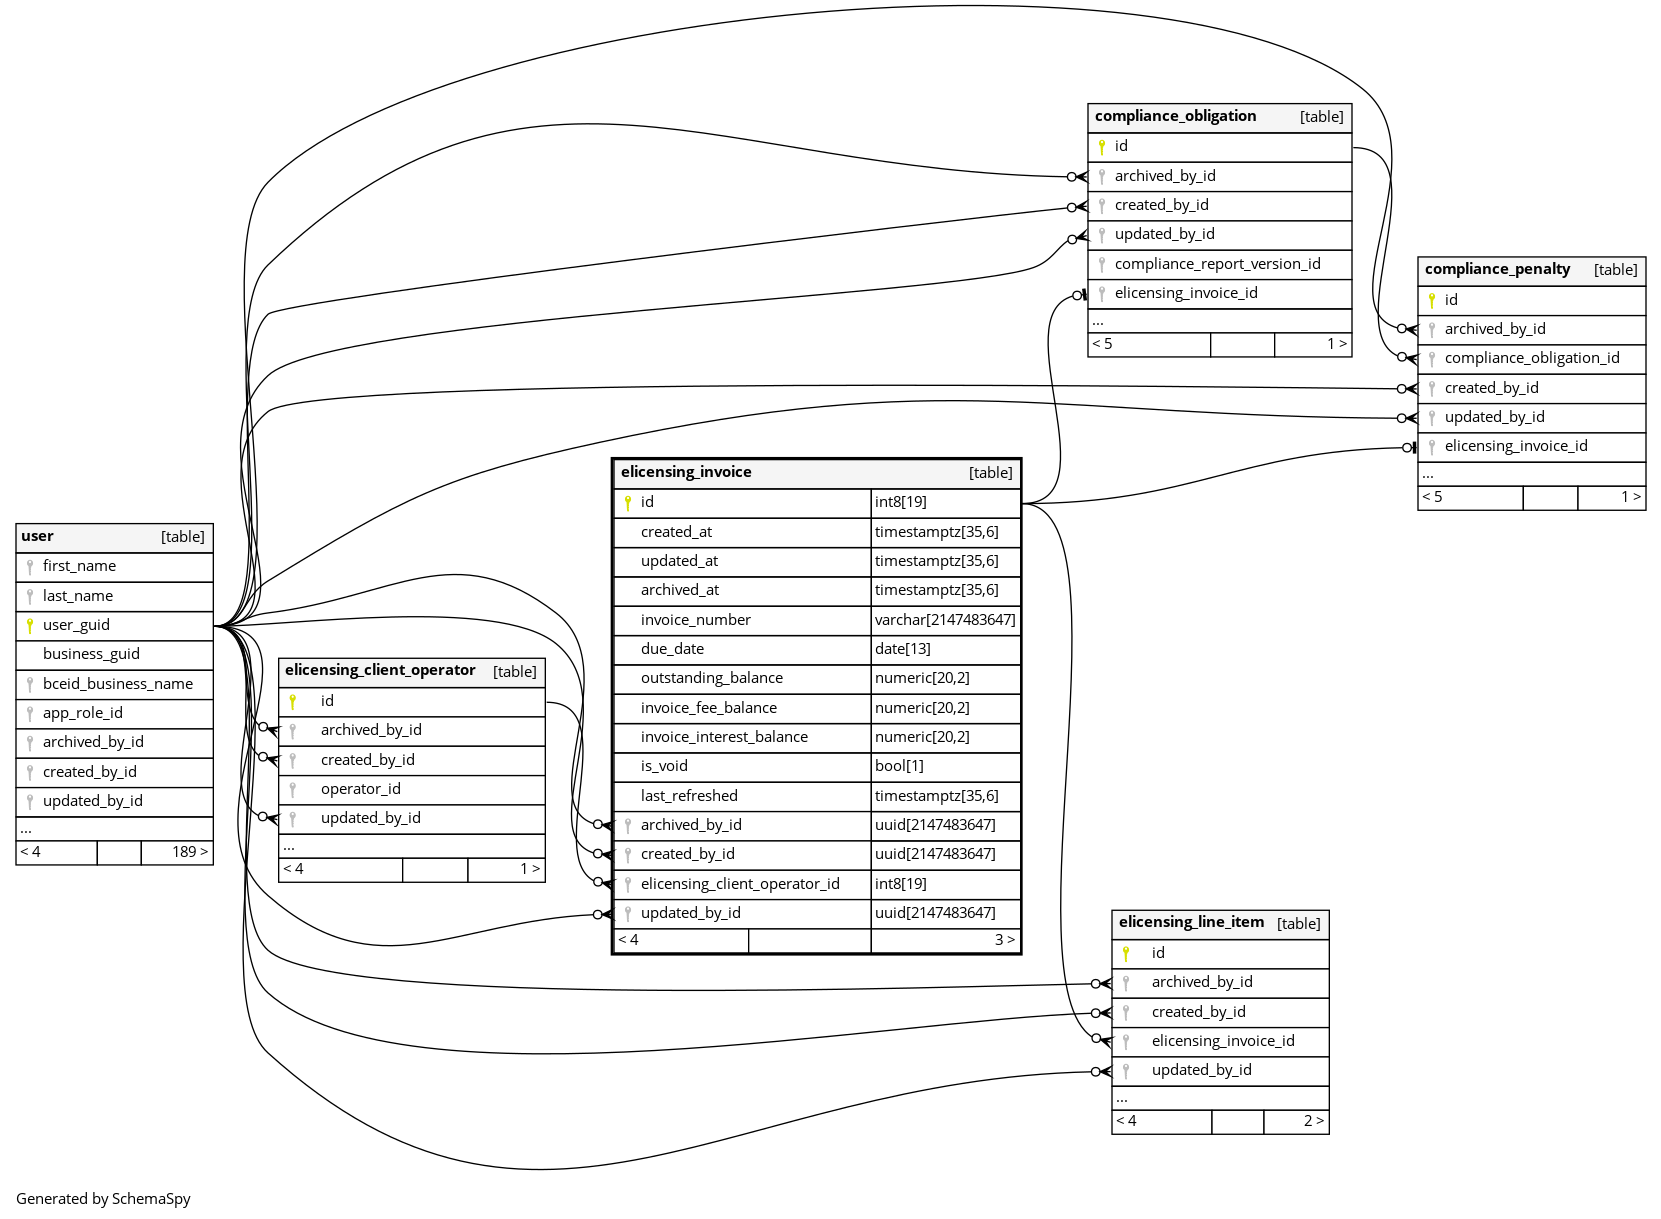 compliance_obligation [table]
id
archived_by_id
created_by_id
updated_by_id
compliance_report_version_id
elicensing_invoice_id
...
< 5 1 >
compliance_penalty [table]
id
archived_by_id
compliance_obligation_id
created_by_id
updated_by_id
elicensing_invoice_id
...
< 5 1 >
elicensing_invoice [table]
id int8[19]
created_at timestamptz[35,6]
updated_at timestamptz[35,6]
archived_at timestamptz[35,6]
invoice_number varchar[2147483647]
due_date date[13]
outstanding_balance numeric[20,2]
invoice_fee_balance numeric[20,2]
invoice_interest_balance numeric[20,2]
is_void bool[1]
last_refreshed timestamptz[35,6]
archived_by_id uuid[2147483647]
created_by_id uuid[2147483647]
elicensing_client_operator_id int8[19]
updated_by_id uuid[2147483647]
< 4 3 >
user [table]
first_name
last_name
user_guid
business_guid
bceid_business_name
app_role_id
archived_by_id
created_by_id
updated_by_id
...
< 4 189 >
elicensing_client_operator [table]
id
archived_by_id
created_by_id
operator_id
updated_by_id
...
< 4 1 >
elicensing_line_item [table]
id
archived_by_id
created_by_id
elicensing_invoice_id
updated_by_id
...
< 4 2 >
Generated by SchemaSpy